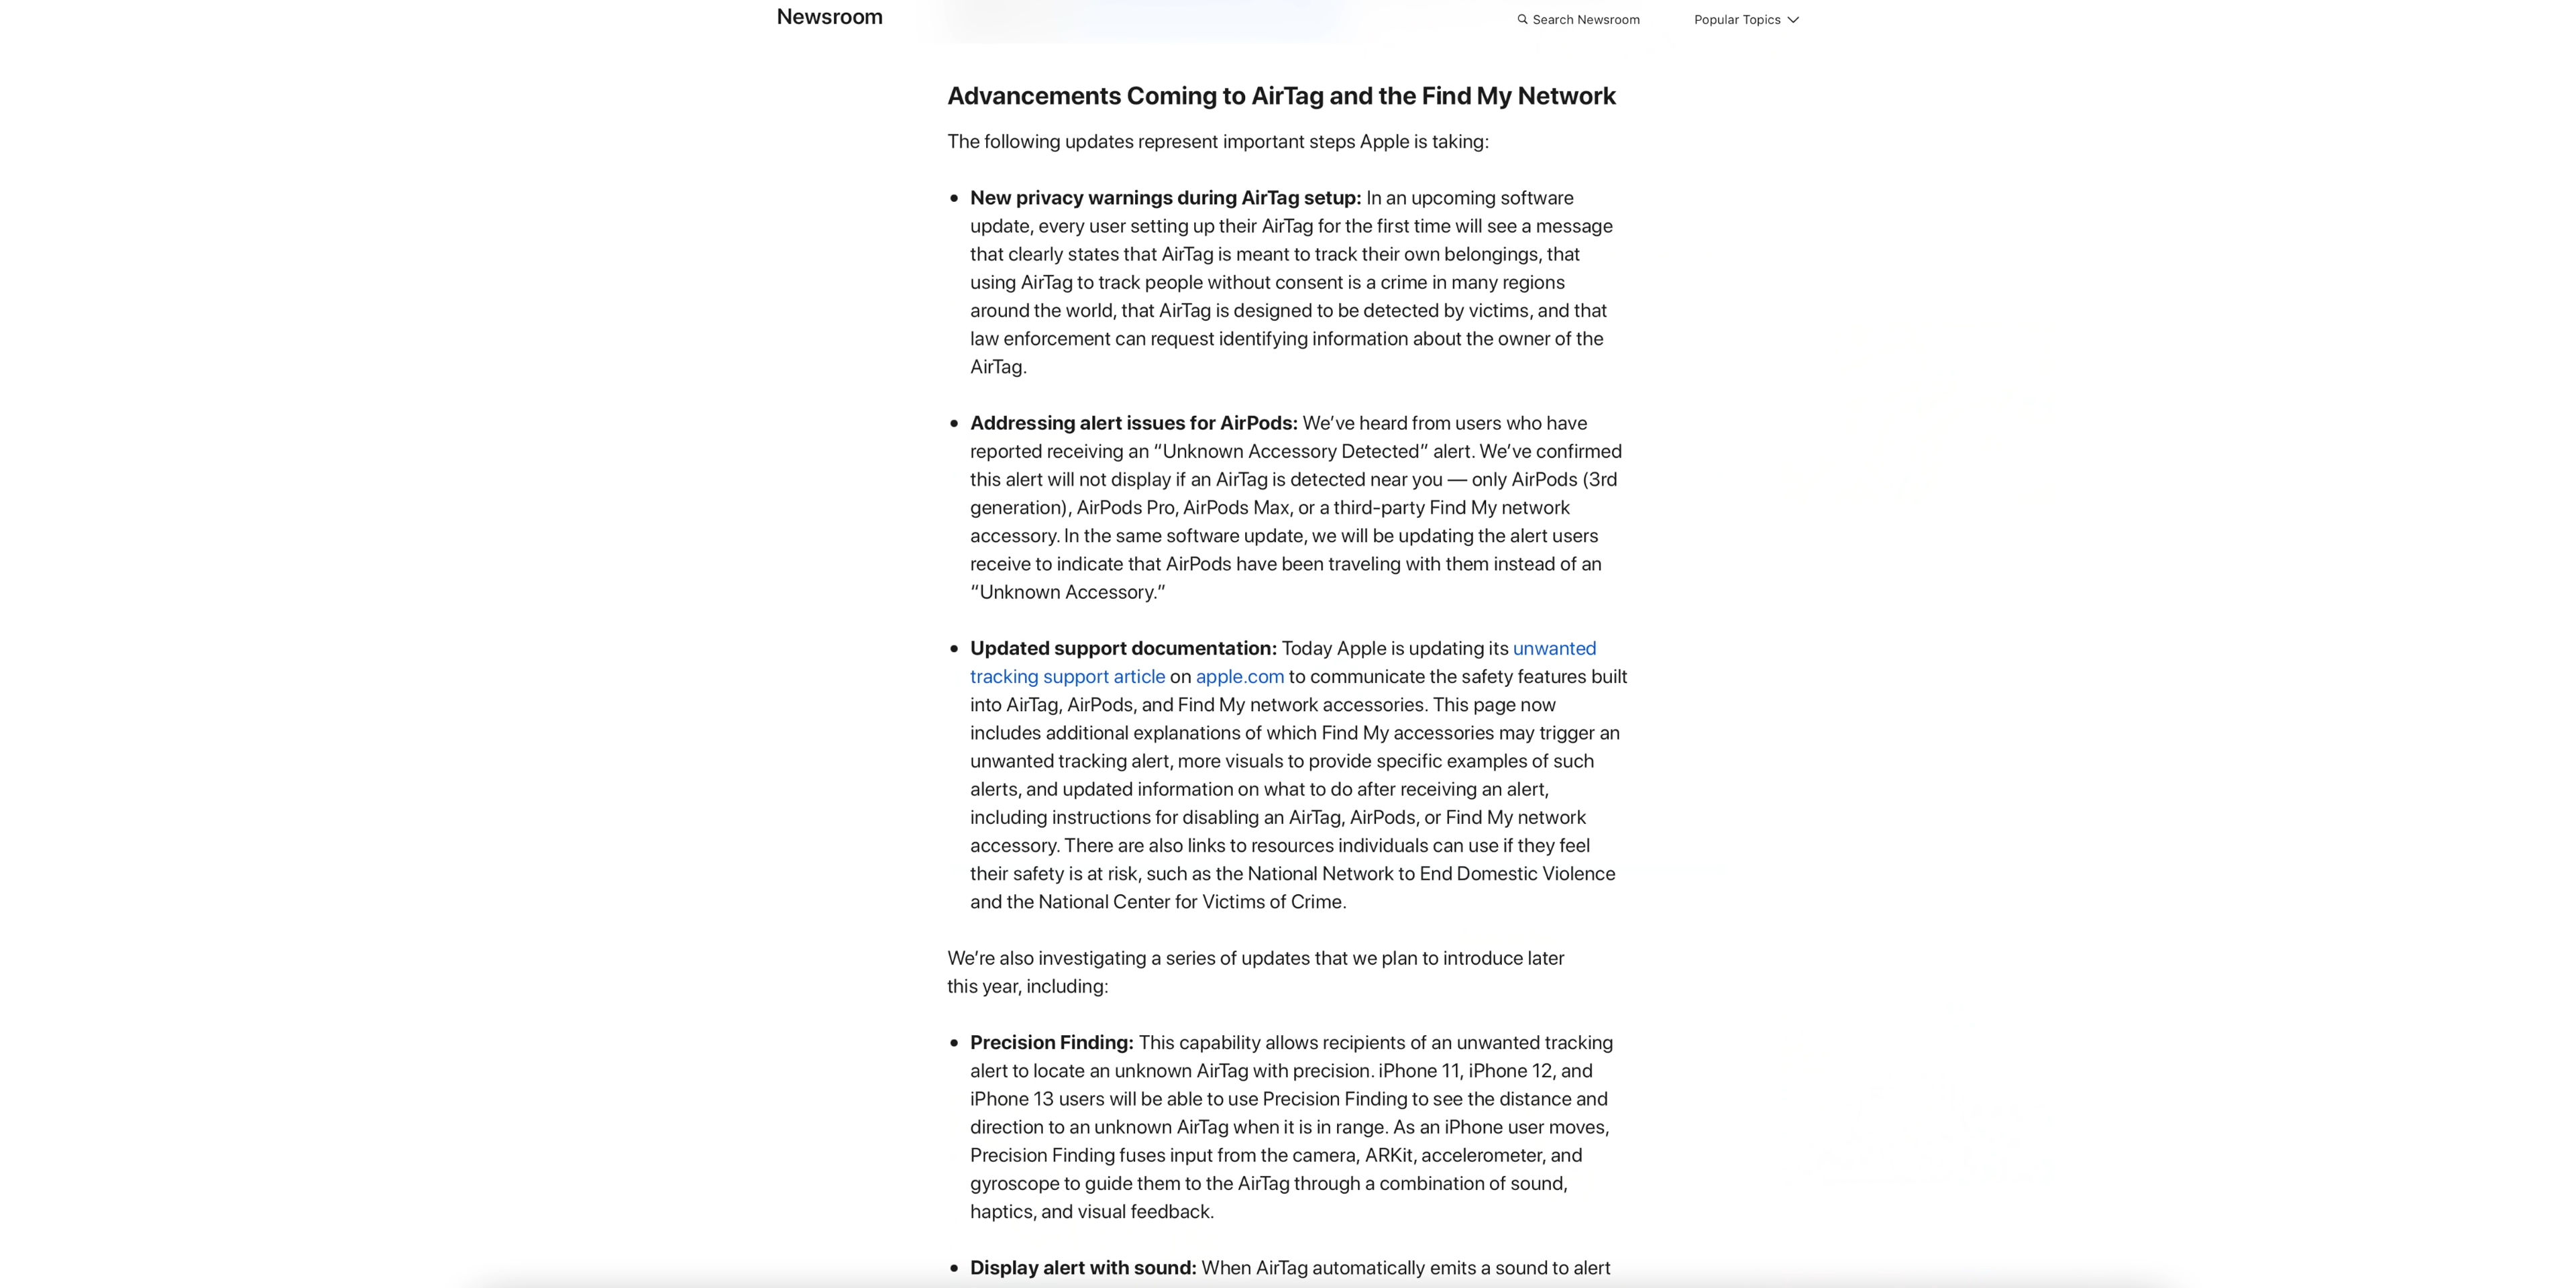 Newsroom
Search Newsroom
Popular Topics
Advancements Coming to AirTag and the Find My Network
The following updates represent important steps Apple is taking:
• New privacy warnings during AirTag setup: In an upcoming software
update, every user setting up their AirTag for the first time will see a message
that clearly states that AirTag is meant to track their own belongings, that
using AirTag to track people without consent is a crime in many regions
around the world, that AirTag is designed to be detected by victims, and that
law enforcement can request identifying information about the owner of the
AirTag.
• Addressing alert issues for AirPods: We’ve heard from users who have
reported receiving an “Unknown Accessory Detected” alert. We’ve confirmed
this alert will not display if an AirTag is detected near you — only AirPods (3rd
generation), AirPods Pro, AirPods Max, or a third-party Find My network
accessory. In the same software update, we will be updating the alert users
receive to indicate that AirPods have been traveling with them instead of an
“Unknown Accessory.”
• Updated support documentation: Today Apple is updating its unwanted
tracking support article on apple.com to communicate the safety features built
into AirTag, AirPods, and Find My network accessories. This page now
includes additional explanations of which Find My accessories may trigger an
unwanted tracking alert, more visuals to provide specific examples of such
alerts, and updated information on what to do after receiving an alert,
including instructions for disabling an AirTag, AirPods, or Find My network
accessory. There are also links to resources individuals can use if they feel
their safety is at risk, such as the National Network to End Domestic Violence
and the National Center for Victims of Crime.
We’re also investigating a series of updates that we plan to introduce later
this year, including:
• Precision Finding: This capability allows recipients of an unwanted tracking
alert to locate an unknown AirTag with precision. iPhone 11, iPhone 12, and
iPhone 13 users will be able to use Precision Finding to see the distance and
direction to an unknown AirTag when it is in range. As an iPhone user moves,
Precision Finding fuses input from the camera, ARKit, accelerometer, and
gyroscope to guide them to the AirTag through a combination of sound,
haptics, and visual feedback.
• Display alert with sound: When AirTag automatically emits a sound to alert